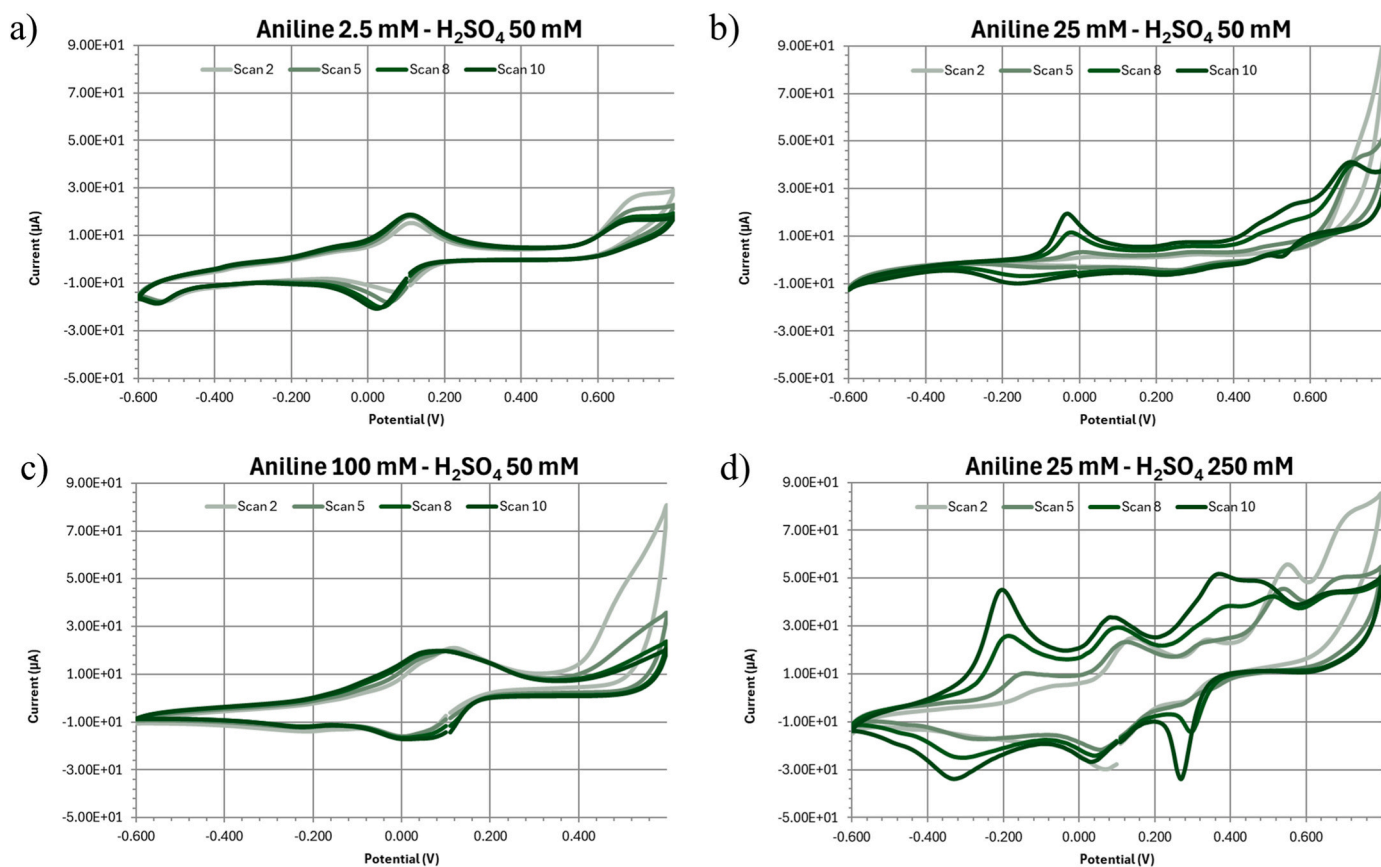 a)
Aniline 2.5 mM - H₂SO₄ 50 mM
Scan 2 Scan 5 Scan 8 Scan 10
9.00E+01
7.00E+01
5.00E+01
3.00E+01
1.00E+01
-1.00E+01
-3.00E+01
-5.00E+01
Current (µA)
-0.600 -0.400 -0.200 0.000 0.200 0.400 0.600
Potential (V)
b)
Aniline 25 mM - H₂SO₄ 50 mM
Scan 2 Scan 5 Scan 8 Scan 10
9.00E+01
7.00E+01
5.00E+01
3.00E+01
1.00E+01
-1.00E+01
-3.00E+01
-5.00E+01
Current (µA)
-0.600 -0.400 -0.200 0.000 0.200 0.400 0.600
Potential (V)
c)
Aniline 100 mM - H₂SO₄ 50 mM
Scan 2 Scan 5 Scan 8 Scan 10
9.00E+01
7.00E+01
5.00E+01
3.00E+01
1.00E+01
-1.00E+01
-3.00E+01
-5.00E+01
Current (µA)
-0.600 -0.400 -0.200 0.000 0.200 0.400
Potential (V)
d)
Aniline 25 mM - H₂SO₄ 250 mM
Scan 2 Scan 5 Scan 8 Scan 10
9.00E+01
7.00E+01
5.00E+01
3.00E+01
1.00E+01
-1.00E+01
-3.00E+01
-5.00E+01
Current (µA)
-0.600 -0.400 -0.200 0.000 0.200 0.400 0.600
Potential (V)